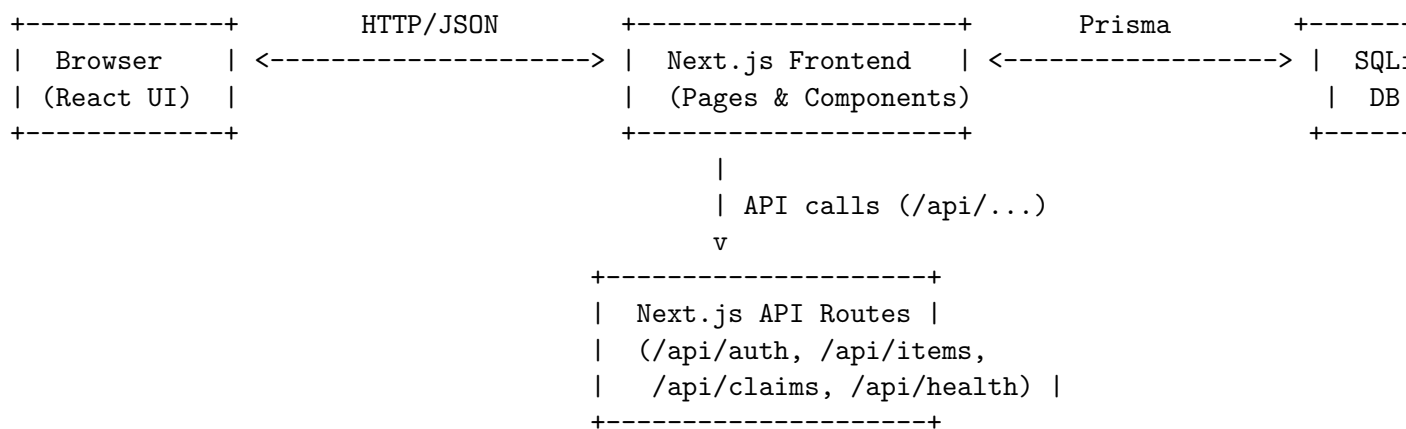 +-------------+ HTTP/JSON +---------------------+ Prisma +-------
| Browser | <---------------------> | Next.js Frontend | <------------------> | SQLi
| (React UI) | | (Pages & Components) | DB
+-------------+ +---------------------+ +-------
|
| API calls (/api/...)
v
+---------------------+
| Next.js API Routes |
| (/api/auth, /api/items,
| /api/claims, /api/health) |
+---------------------+